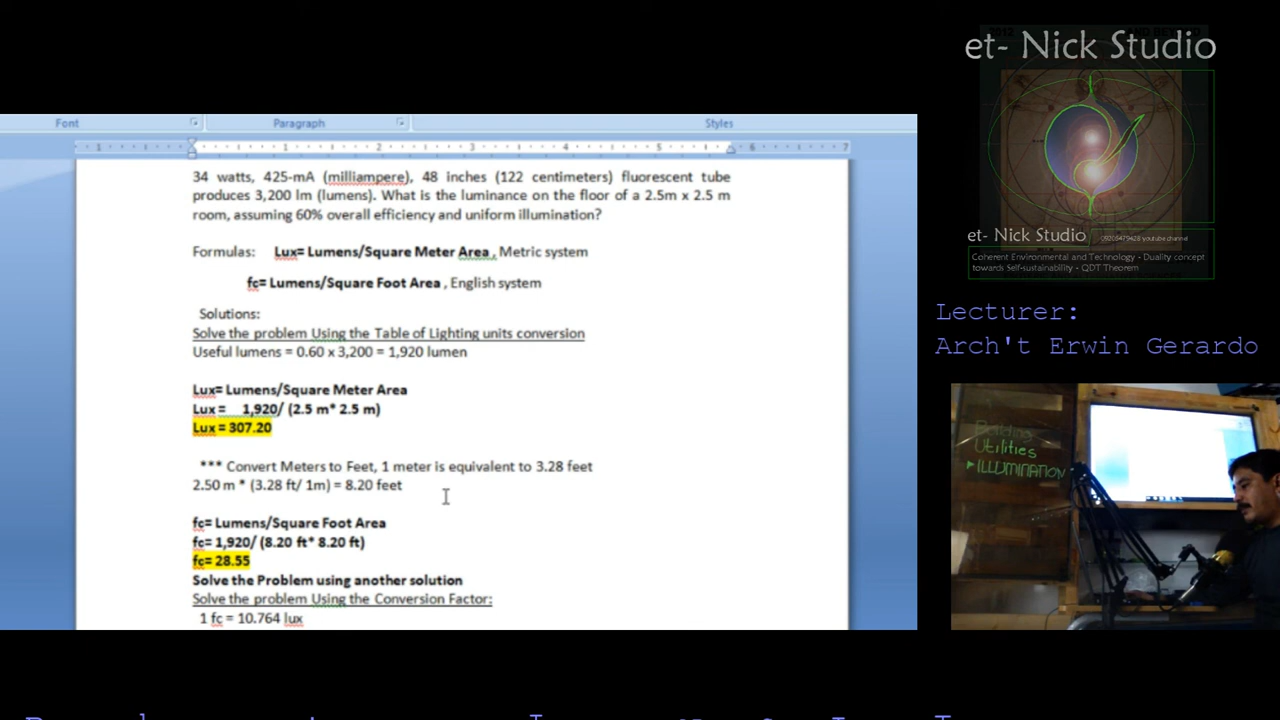 et- Nick Studio
Font
Paragraph
Styles
34 watts, 425-mA (milliampere), 48 inches (122 centimeters) fluorescent tube
produces 3,200 lm (lumens). What is the luminance on the floor of a 2.5m x 2.5 m
room, assuming 60% overall efficiency and uniform illumination?
Formulas: Lux= Lumens/Square Meter Area , Metric system
fc= Lumens/Square Foot Area , English system
Solutions:
Solve the problem Using the Table of Lighting units conversion
Useful lumens = 0.60 x 3,200 = 1,920 lumen
Lux= Lumens/Square Meter Area
Lux = 1,920/ (2.5 m* 2.5 m)
Lux = 307.20
*** Convert Meters to Feet, 1 meter is equivalent to 3.28 feet
2.50 m * (3.28 ft/ 1m) = 8.20 feet
fc= Lumens/Square Foot Area
fc= 1,920/ (8.20 ft* 8.20 ft)
fc= 28.55
Solve the Problem using another solution
Solve the problem Using the Conversion Factor:
1 fc = 10.764 lux
et- Nick Studio
09205479428 youtube channel
Coherent Environmental and Technology - Duality concept
towards Self-sustainability - QDT Theorem
Lecturer:
Arch't Erwin Gerardo
Building
Utilities
ILLUMINATION